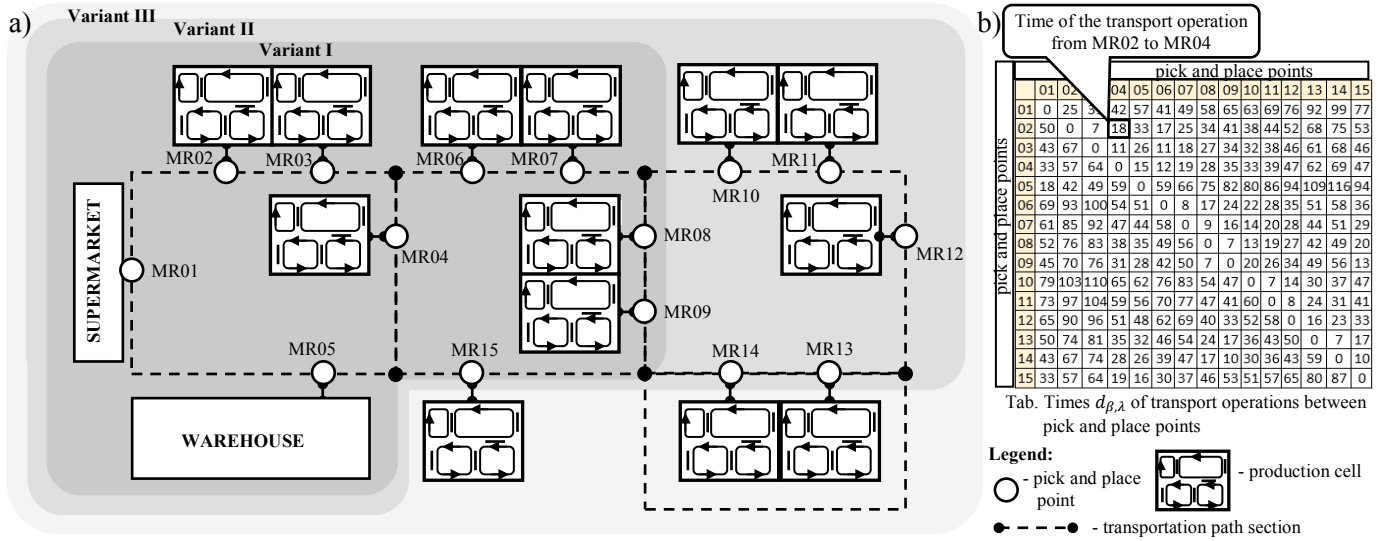 a)
Variant III
Variant II
Variant I
MR02
MR03
MR06
MR07
MR10
MR11
SUPERMARKET
MR01
MR04
MR08
MR12
MR09
MR05
MR15
MR14
MR13
WAREHOUSE
b)
Time of the transport operation
from MR02 to MR04
pick and place points
pick and place points
01 02 04 05 06 07 08 09 10 11 12 13 14 15
01 0 25 42 57 41 49 58 65 63 69 76 92 99 77
02 50 0 7 18 33 17 25 34 41 38 44 52 68 75 53
03 43 67 0 11 26 11 18 27 34 32 38 46 61 68 46
04 33 57 64 0 15 12 19 28 35 33 39 47 62 69 47
05 18 42 49 59 0 59 66 75 82 80 86 94 109 116 94
06 69 93 100 54 51 0 8 17 24 22 28 35 51 58 36
07 61 85 92 47 44 58 0 9 16 14 20 28 44 51 29
08 52 76 83 38 35 49 56 0 7 13 19 27 42 49 20
09 45 70 76 31 28 42 50 7 0 20 26 34 49 56 13
10 79 103 110 65 62 76 83 54 47 0 7 14 30 37 47
11 73 97 104 59 56 70 77 47 41 60 0 8 24 31 41
12 65 90 96 51 48 62 69 40 33 52 58 0 16 23 33
13 50 74 81 35 32 46 54 24 17 36 43 50 0 7 17
14 43 67 74 28 26 39 47 17 10 30 36 43 59 0 10
15 33 57 64 19 16 30 37 46 53 51 57 65 80 87 0
Tab. Times dβ,λ of transport operations between
pick and place points
Legend:
- pick and place
point
- production cell
- transportation path section